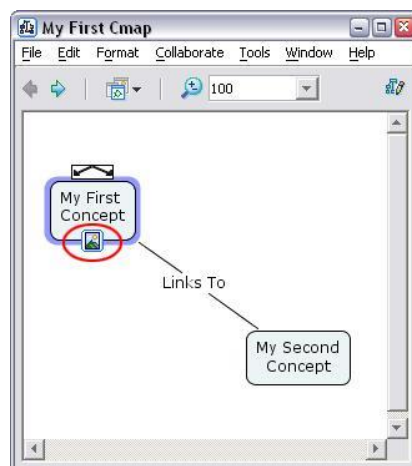 My First Cmap
File Edit Format Collaborate Tools Window Help
100
My First
Concept
Links To
My Second
Concept